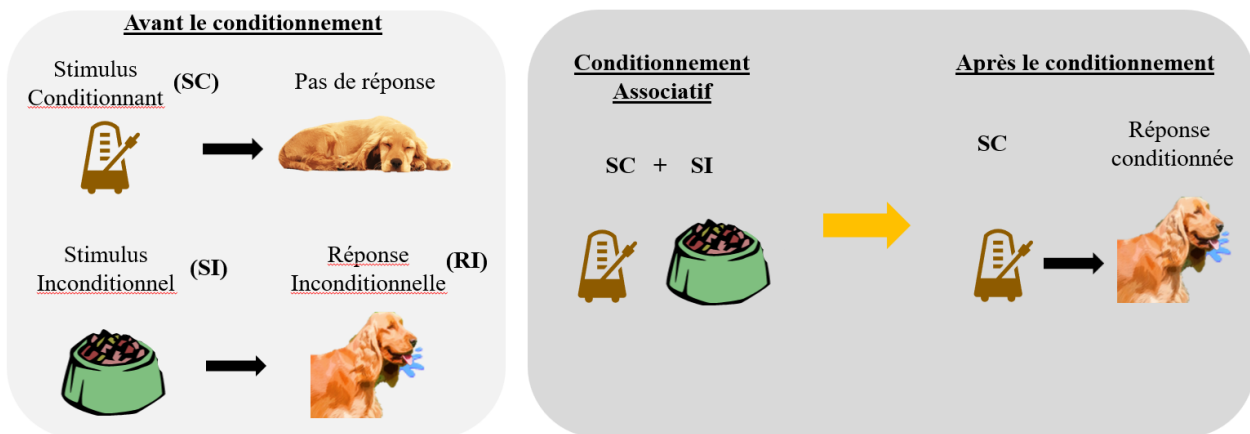 Avant le conditionnement
Stimulus
Conditionnant (SC)
Pas de réponse
Stimulus
Inconditionnel (SI)
Réponse
Inconditionnelle (RI)
Conditionnement
Associatif
SC + SI
Après le conditionnement
SC
Réponse
conditionnée